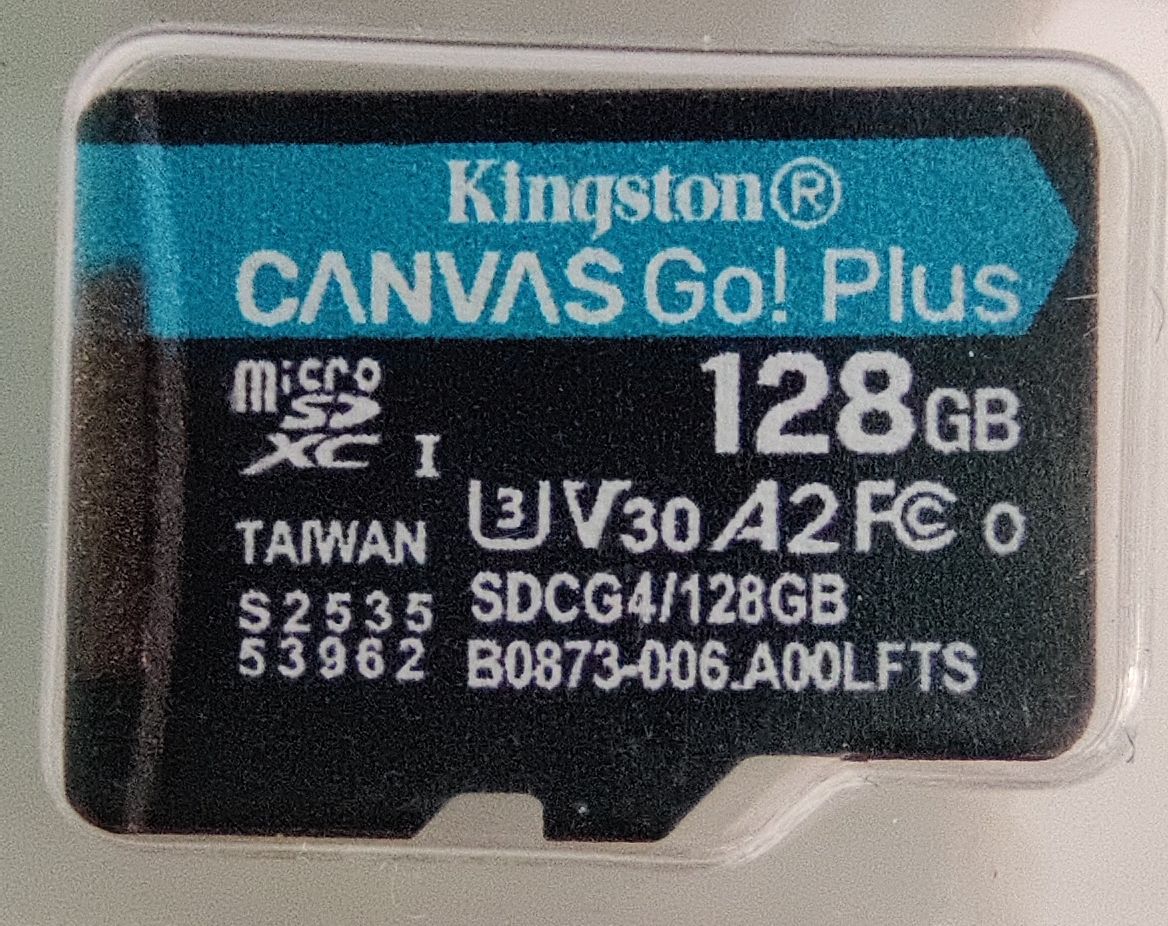 Kingston®
CANVAS Go! Plus
micro
SD
XC I
128GB
TAIWAN
3 V30 A2 FC O
S2535
53962
SDCG4/128GB
B0873-006.A00LFTS